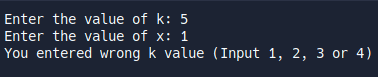 Enter the value of k: 5
Enter the value of x: 1
You entered wrong k value (Input 1, 2, 3 or 4)